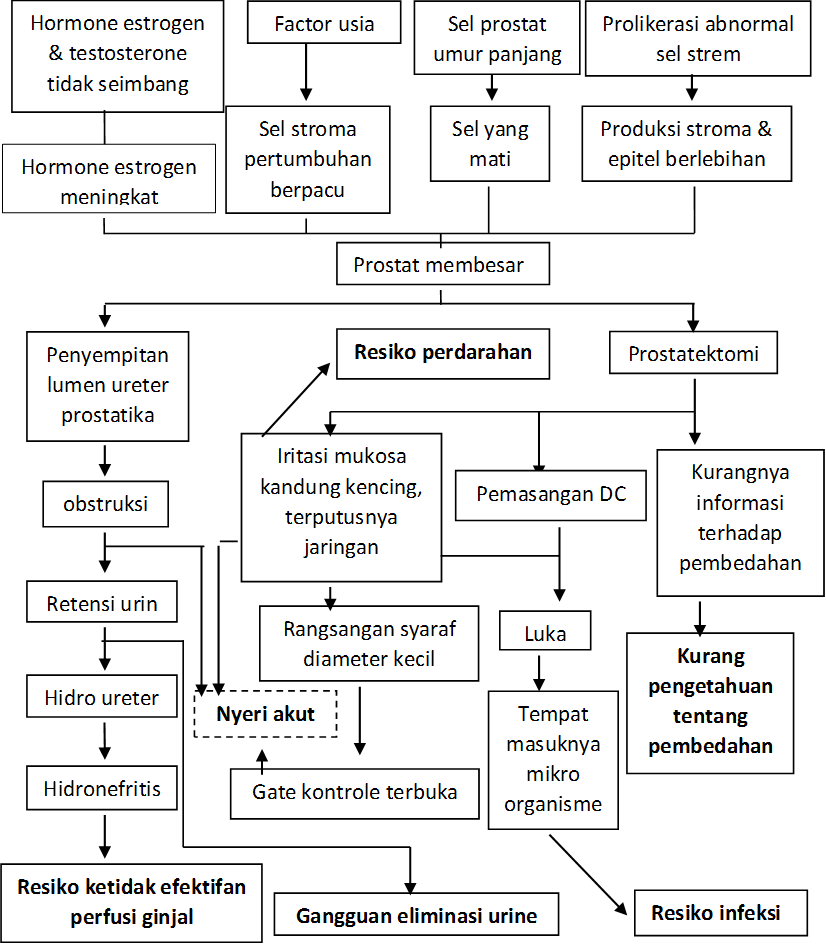 Hormone estrogen
& testosterone
tidak seimbang
Factor usia
Sel prostat
umur panjang
Prolikerasi abnormal
sel strem
Hormone estrogen
meningkat
Sel stroma
pertumbuhan
berpacu
Sel yang
mati
Produksi stroma &
epitel berlebihan
Prostat membesar
Penyempitan
lumen ureter
prostatika
Resiko perdarahan
Prostatektomi
Iritasi mukosa
kandung kencing,
terputusnya
jaringan
Pemasangan DC
Kurangnya
informasi
terhadap
pembedahan
obstruksi
Retensi urin
Rangsangan syaraf
diameter kecil
Luka
Kurang
pengetahuan
tentang
pembedahan
Hidro ureter
Nyeri akut
Tempat
masuknya
mikro
organisme
Hidronefritis
Gate kontrole terbuka
Resiko ketidak efektifan
perfusi ginjal
Gangguan eliminasi urine
Resiko infeksi